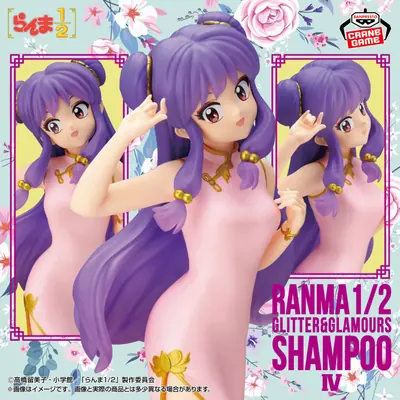 らんま1/2
BANPRESTO
CRANE
GAME
RANMA1/2
GLITTER&GLAMOURS
SHAMPOO
IV
©高橋留美子・小学館/「らんま1/2」製作委員会
※画像はイメージです。※画像と実際の商品とは多少異なる場合があります。